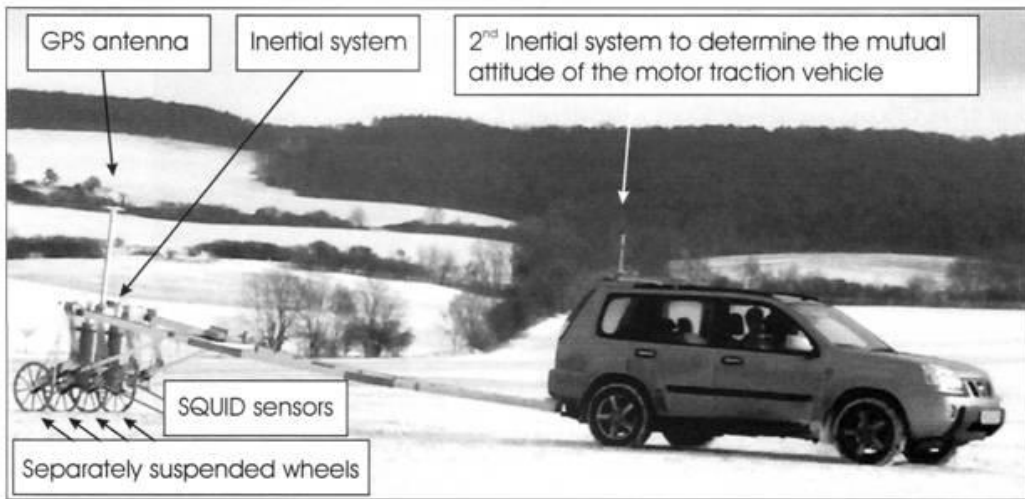 GPS antenna
Inertial system
2nd Inertial system to determine the mutual
attitude of the motor traction vehicle
SQUID sensors
Separately suspended wheels